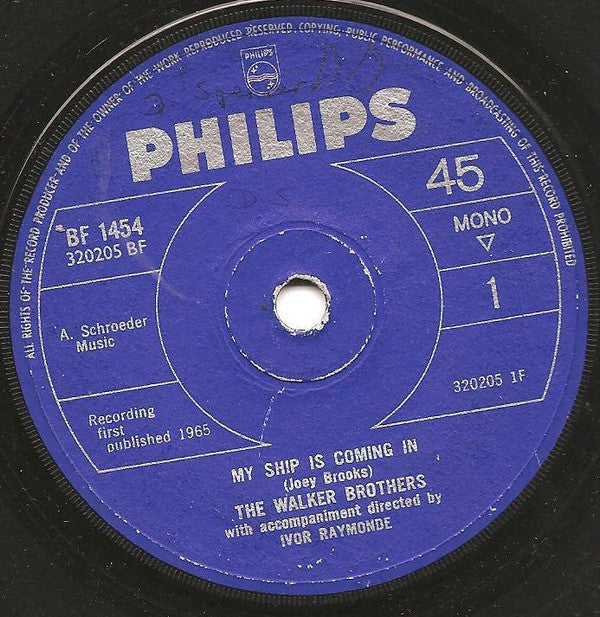 ALL RIGHTS OF THE RECORD PRODUCER AND OF THE OWNER OF THE WORK REPRODUCED RESERVED. COPYING, PUBLIC PERFORMANCE AND BROADCASTING OF THIS RECORD PROHIBITED
PHILIPS
PHILIPS
BF 1454
320205 BF
45
MONO
1
A. Schroeder
Music
320205 1F
Recording
first
published 1965
MY SHIP IS COMING IN
(Joey Brooks)
THE WALKER BROTHERS
with accompaniment directed by
IVOR RAYMONDE